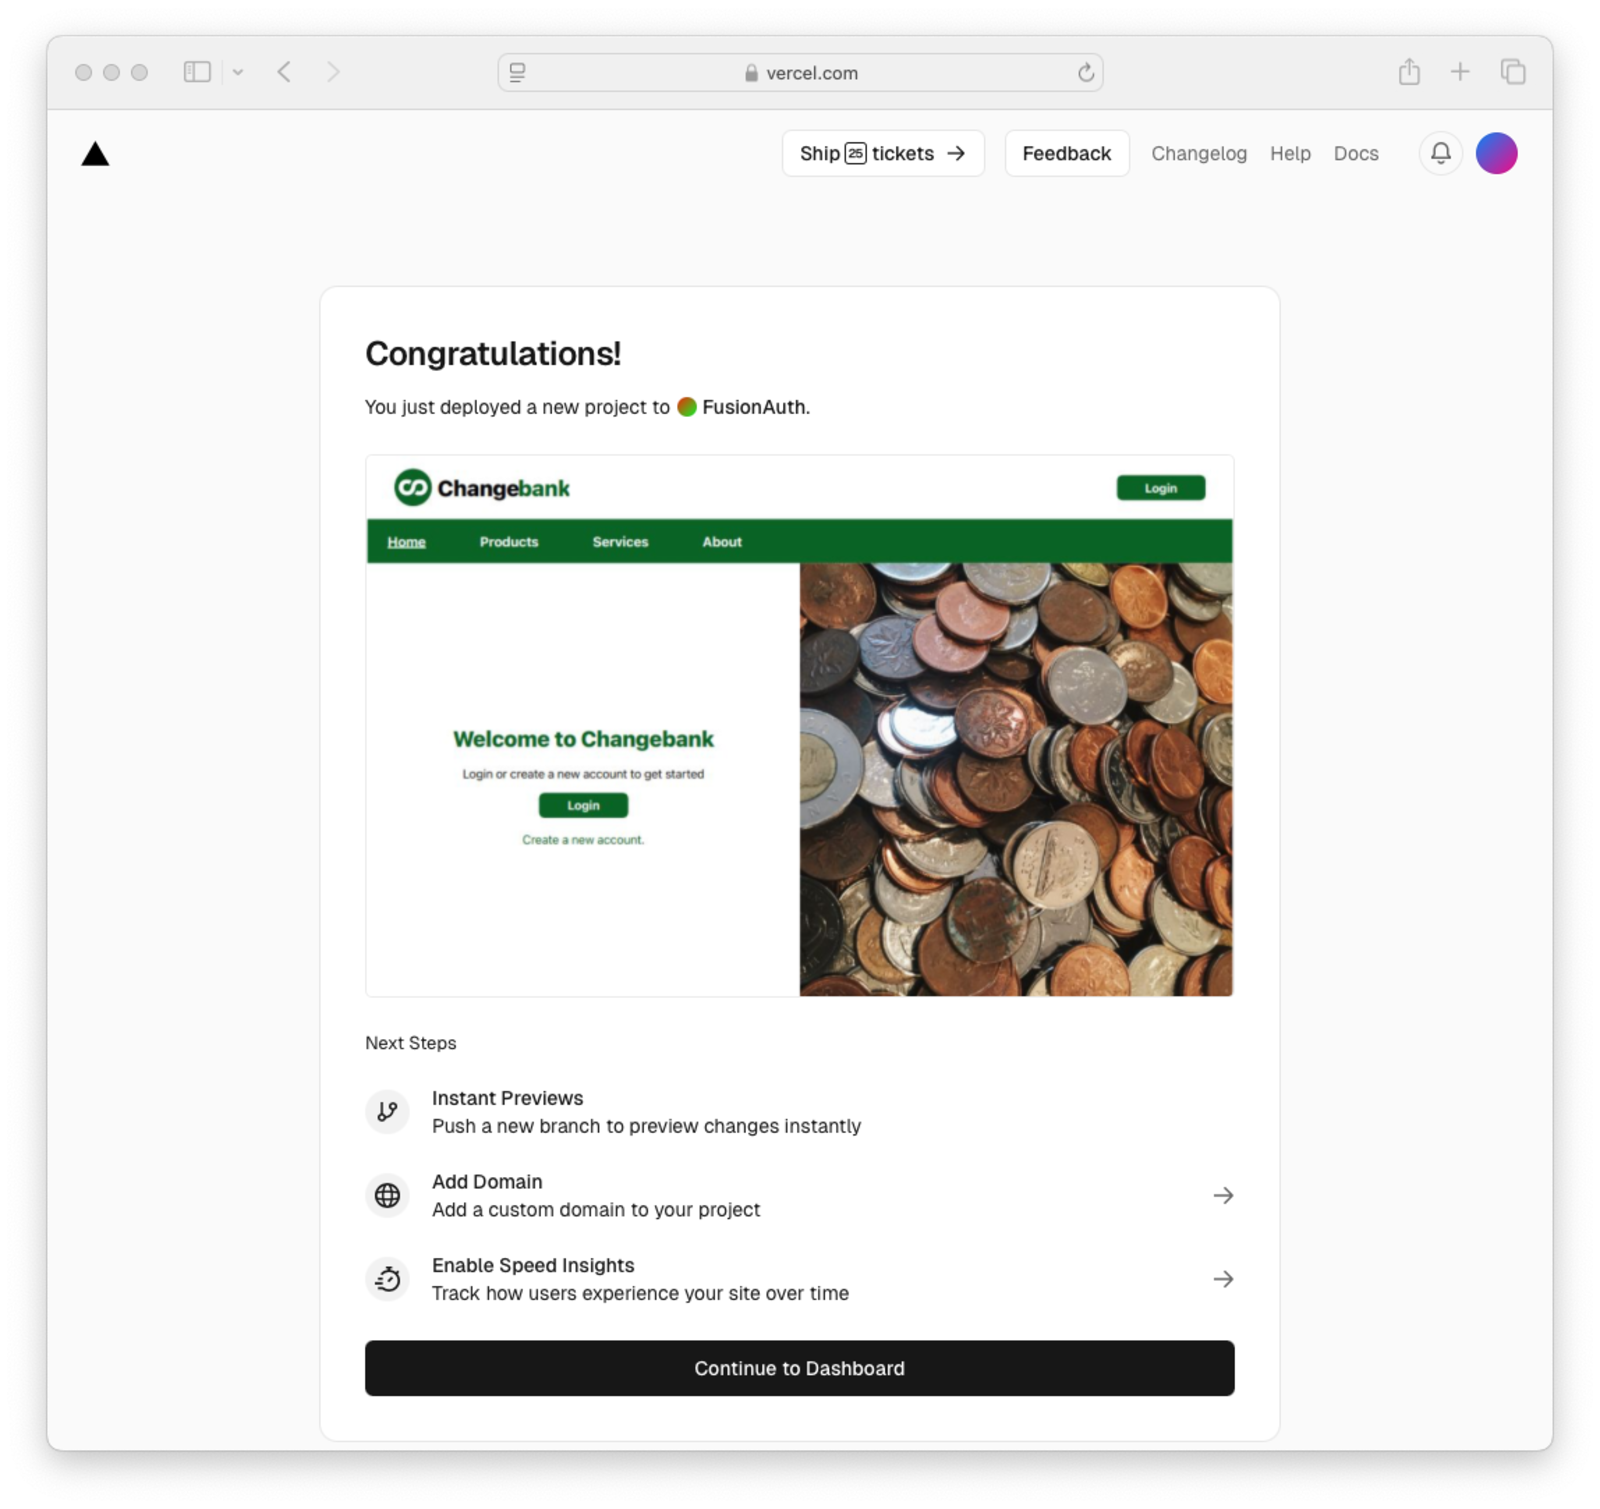 vercel.com
Ship 25 tickets →
Feedback
Changelog
Help
Docs
Congratulations!
You just deployed a new project to FusionAuth.
Changebank
Login
Home
Products
Services
About
Welcome to Changebank
Login or create a new account to get started
Login
Create a new account.
Next Steps
Instant Previews
Push a new branch to preview changes instantly
Add Domain
Add a custom domain to your project
Enable Speed Insights
Track how users experience your site over time
Continue to Dashboard